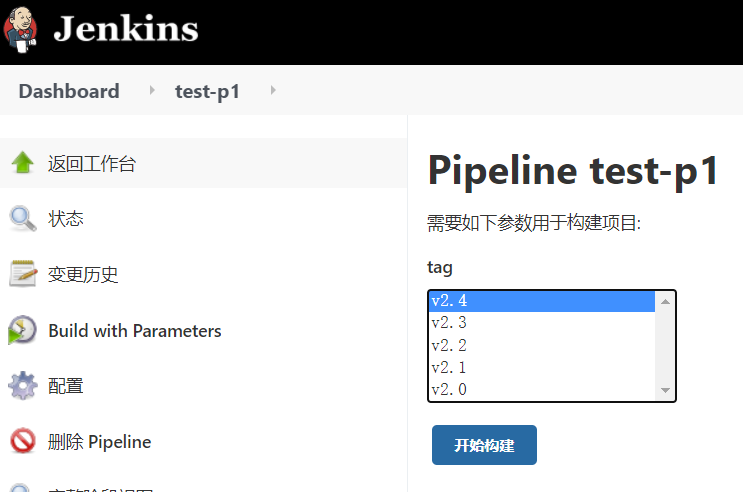 Jenkins
Dashboard
test-p1
返回工作台
状态
变更历史
Build with Parameters
配置
删除 Pipeline
Pipeline test-p1
需要如下参数用于构建项目:
tag
v2.4
v2.3
v2.2
v2.1
v2.0
开始构建